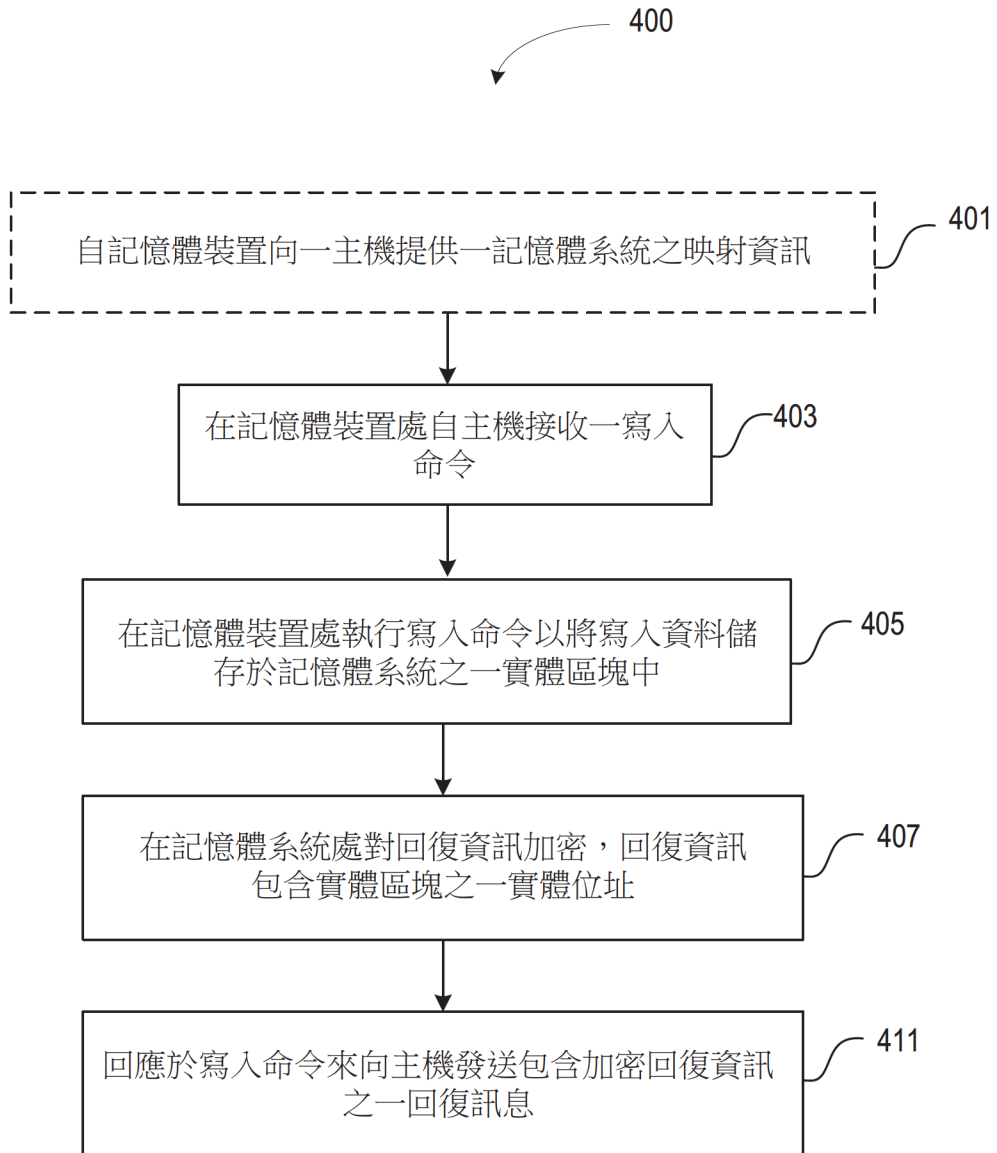 400
自記憶體裝置向一主機提供一記憶體系統之映射資訊
401
在記憶體裝置處自主機接收一寫入
命令
403
在記憶體裝置處執行寫入命令以將寫入資料儲
存於記憶體系統之一實體區塊中
405
在記憶體系統處對回復資訊加密，回復資訊
包含實體區塊之一實體位址
407
回應於寫入命令來向主機發送包含加密回復資訊
之一回復訊息
411